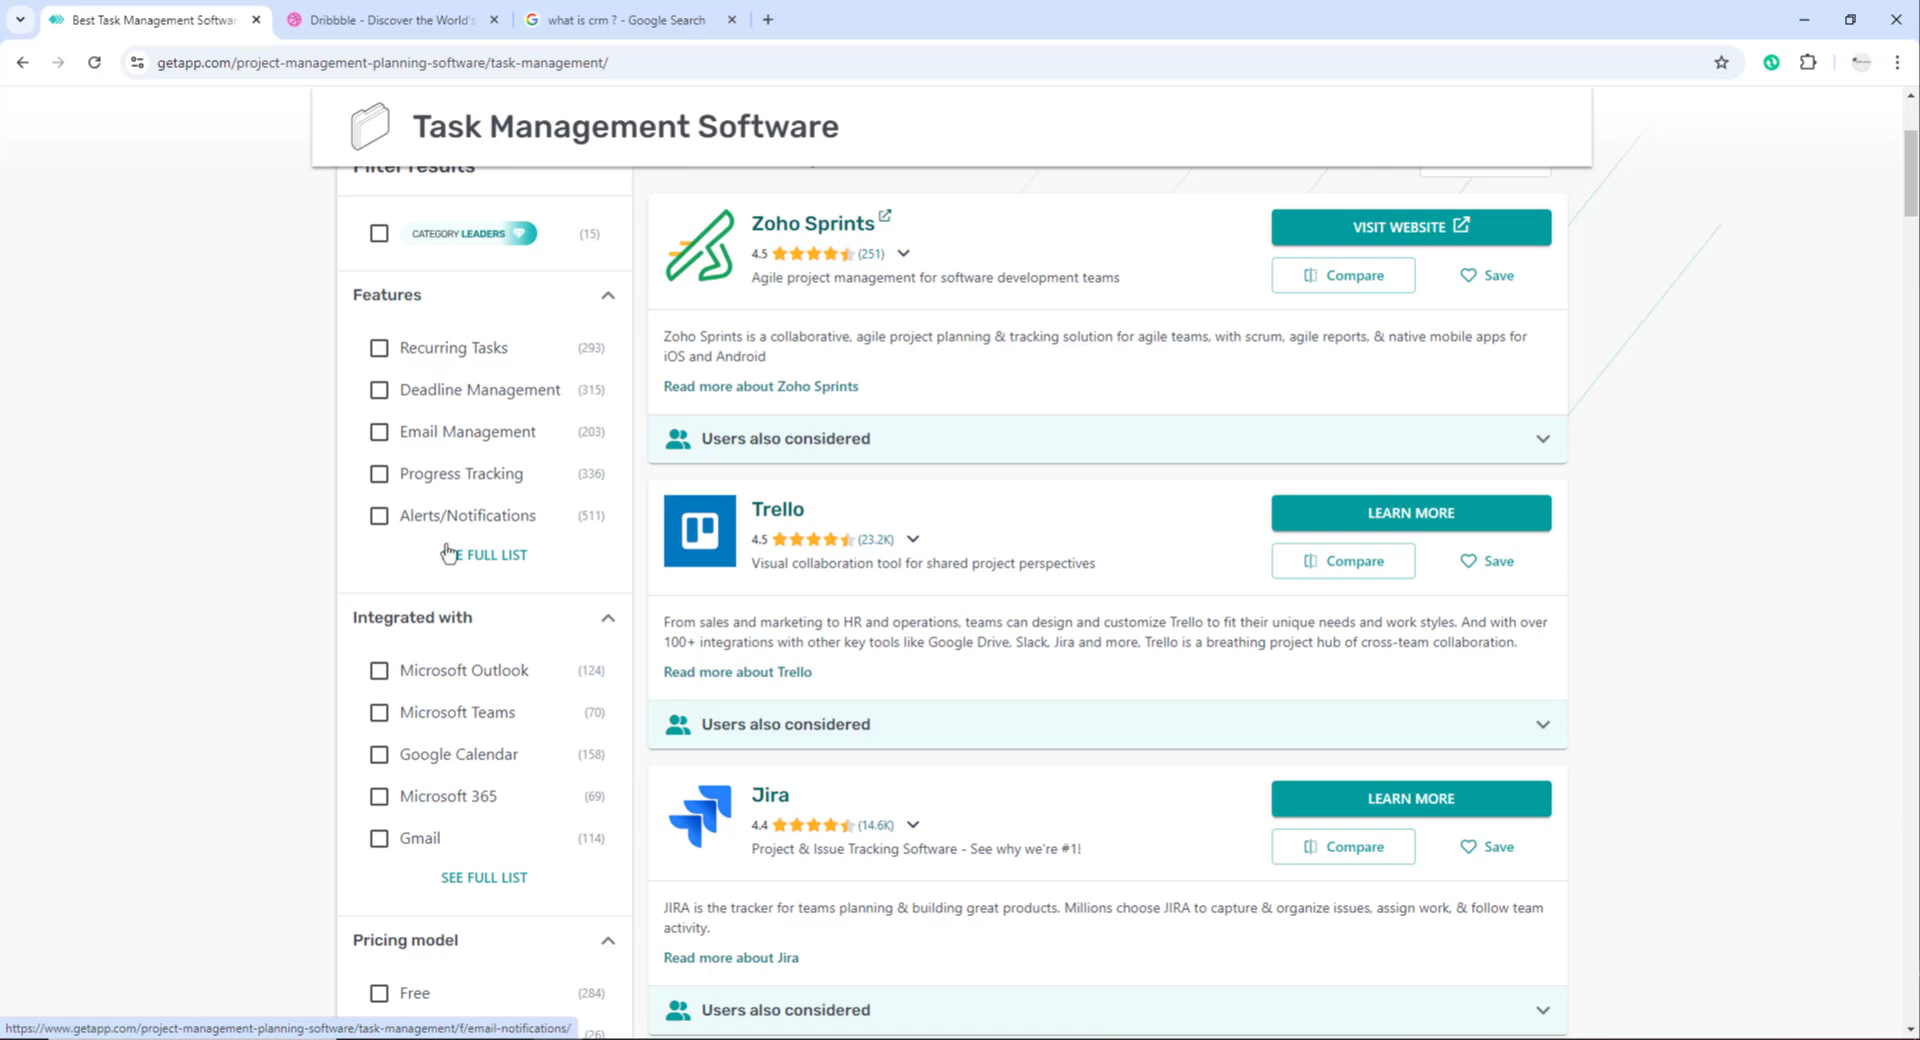 Best Task Management Softwa
Dribbble - Discover the World's
what is crm ? - Google Search
getapp.com/project-management-planning-software/task-management/
Task Management Software
Filter results
CATEGORY LEADERS (15)
Features
Recurring Tasks (293)
Deadline Management (315)
Email Management (203)
Progress Tracking (336)
Alerts/Notifications (511)
E FULL LIST
Integrated with
Microsoft Outlook (124)
Microsoft Teams (70)
Google Calendar (158)
Microsoft 365 (69)
Gmail (114)
SEE FULL LIST
Pricing model
Free (284)
(26)
Zoho Sprints
4.5 (251)
Agile project management for software development teams
VISIT WEBSITE
Compare Save
Zoho Sprints is a collaborative, agile project planning & tracking solution for agile teams, with scrum, agile reports, & native mobile apps for
iOS and Android
Read more about Zoho Sprints
Users also considered
Trello
4.5 (23.2K)
Visual collaboration tool for shared project perspectives
LEARN MORE
Compare Save
From sales and marketing to HR and operations, teams can design and customize Trello to fit their unique needs and work styles. And with over
100+ integrations with other key tools like Google Drive, Slack, Jira and more, Trello is a breathing project hub of cross-team collaboration.
Read more about Trello
Users also considered
Jira
4.4 (14.6K)
Project & Issue Tracking Software - See why we're #1!
LEARN MORE
Compare Save
JIRA is the tracker for teams planning & building great products. Millions choose JIRA to capture & organize issues, assign work, & follow team
activity.
Read more about Jira
Users also considered
https://www.getapp.com/project-management-planning-software/task-management/f/email-notifications/